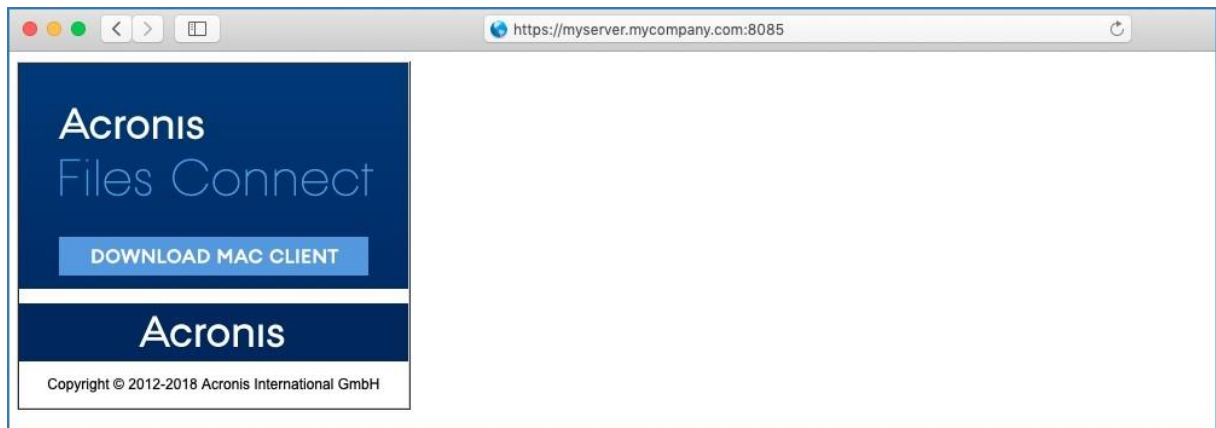 https://myserver.mycompany.com:8085
Acronis
Files Connect
DOWNLOAD MAC CLIENT
Acronis
Copyright © 2012-2018 Acronis International GmbH